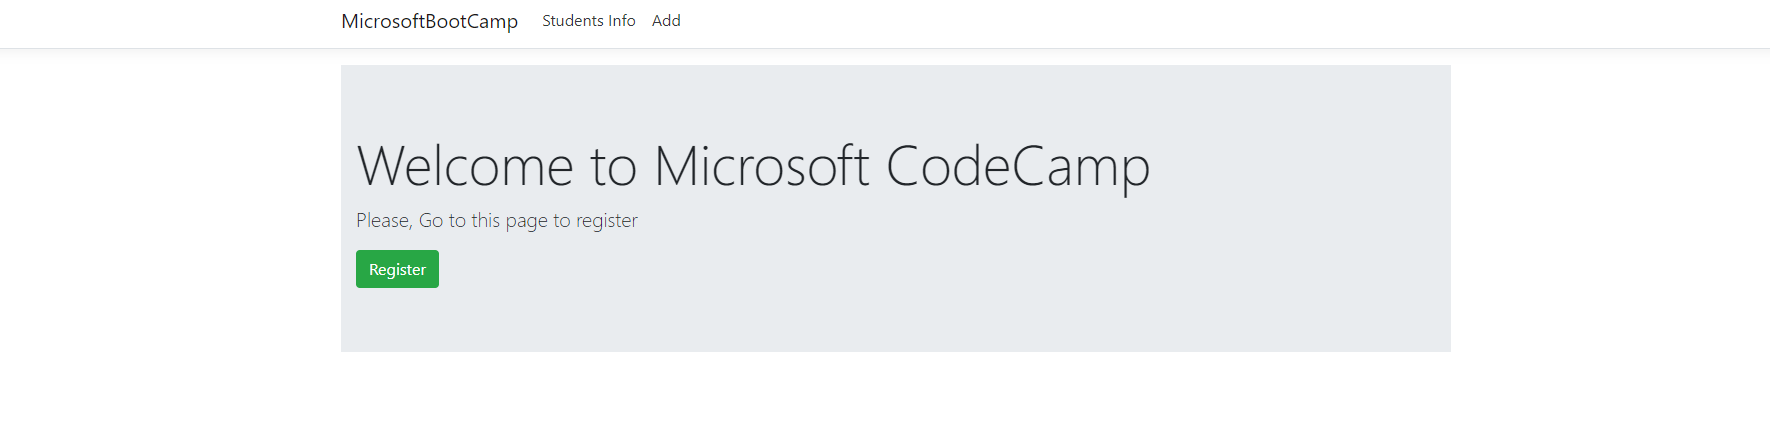 MicrosoftBootCamp Students Info Add
Welcome to Microsoft CodeCamp
Please, Go to this page to register
Register